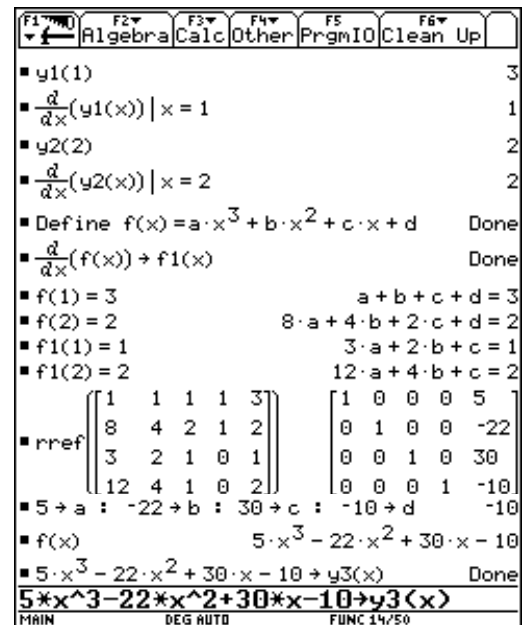 F1 F2 F3 F4 F5 F6
Algebra Calc Other PrgmIO Clean Up
▪ y1(1) 3
▪ d/dx(y1(x)) | x = 1 1
▪ y2(2) 2
▪ d/dx(y2(x)) | x = 2 2
▪ Define f(x) = a·x³ + b·x² + c·x + d Done
▪ d/dx(f(x)) → f1(x) Done
▪ f(1) = 3 a + b + c + d = 3
▪ f(2) = 2 8·a + 4·b + 2·c + d = 2
▪ f1(1) = 1 3·a + 2·b + c = 1
▪ f1(2) = 2 12·a + 4·b + c = 2
1 1 1 1 3 1 0 0 0 5
8 4 2 1 2 0 1 0 0 -22
▪ rref
3 2 1 0 1 0 0 1 0 30
12 4 1 0 2 0 0 0 1 -10
▪ 5 → a : -22 → b : 30 → c : -10 → d -10
▪ f(x) 5·x³ - 22·x² + 30·x - 10
▪ 5·x³ - 22·x² + 30·x - 10 → y3(x) Done
5*x^3-22*x^2+30*x-10→y3(x)
MAIN DEG AUTO FUNC 14/50